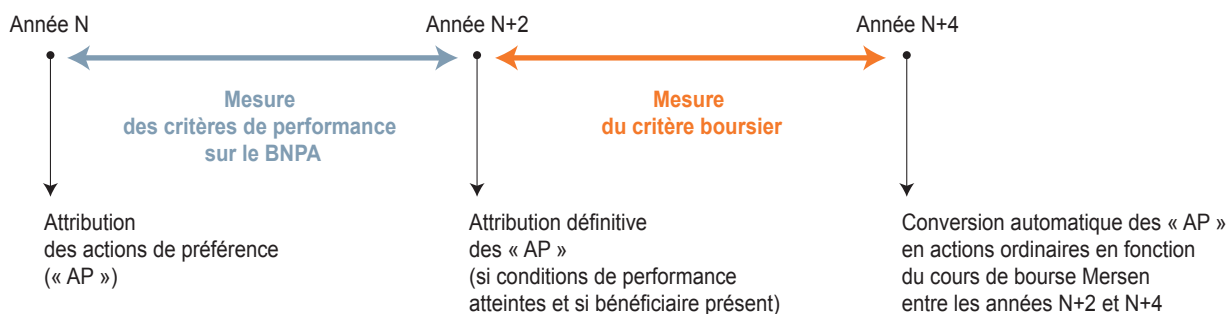 Année N
Année N+2
Année N+4
Mesure
des critères de performance
sur le BNPA
Mesure
du critère boursier
Attribution
des actions de préférence
(« AP »)
Attribution définitive
des « AP »
(si conditions de performance
atteintes et si bénéficiaire présent)
Conversion automatique des « AP »
en actions ordinaires en fonction
du cours de bourse Mersen
entre les années N+2 et N+4